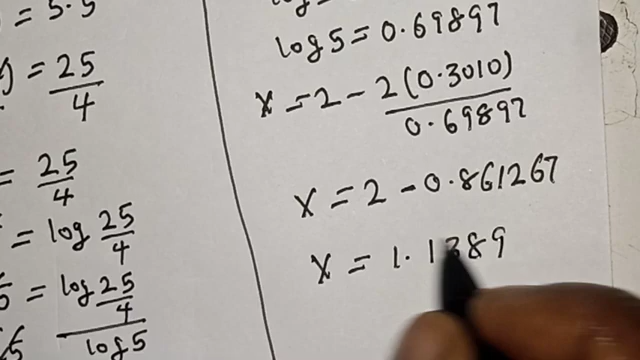 = 5.5
) = 25/4
= 25/4
= log 25/4
= log 25/4 / log 5
log 5 = 0.69897
x = 2 - 2(0.3010) / 0.69897
x = 2 - 0.861267
x = 1.1389